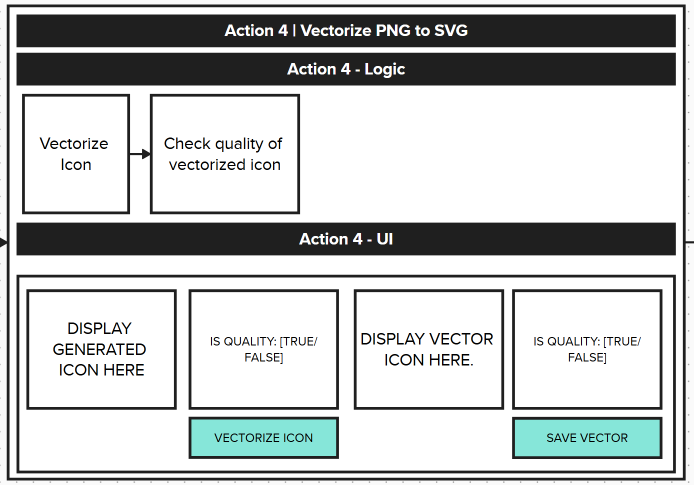 Action 4 | Vectorize PNG to SVG
Action 4 - Logic
Vectorize
Icon
Check quality of
vectorized icon
Action 4 - UI
DISPLAY
GENERATED
ICON HERE
IS QUALITY: [TRUE/
FALSE]
DISPLAY VECTOR
ICON HERE.
IS QUALITY: [TRUE/
FALSE]
VECTORIZE ICON
SAVE VECTOR